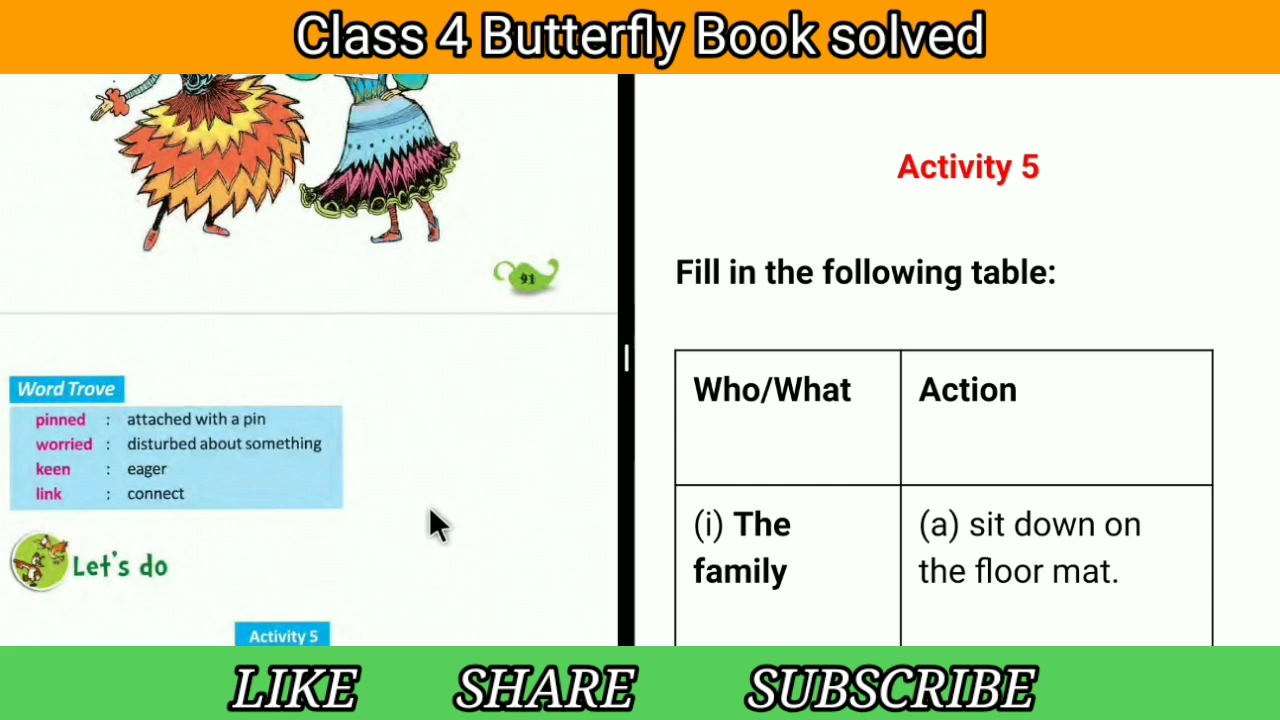 Class 4 Butterfly Book solved
91
Word Trove
pinned : attached with a pin
worried : disturbed about something
keen : eager
link : connect
Let's do
Activity 5
Activity 5
Fill in the following table:
Who/What Action
(i) The (a) sit down on
family the floor mat.
LIKE SHARE SUBSCRIBE